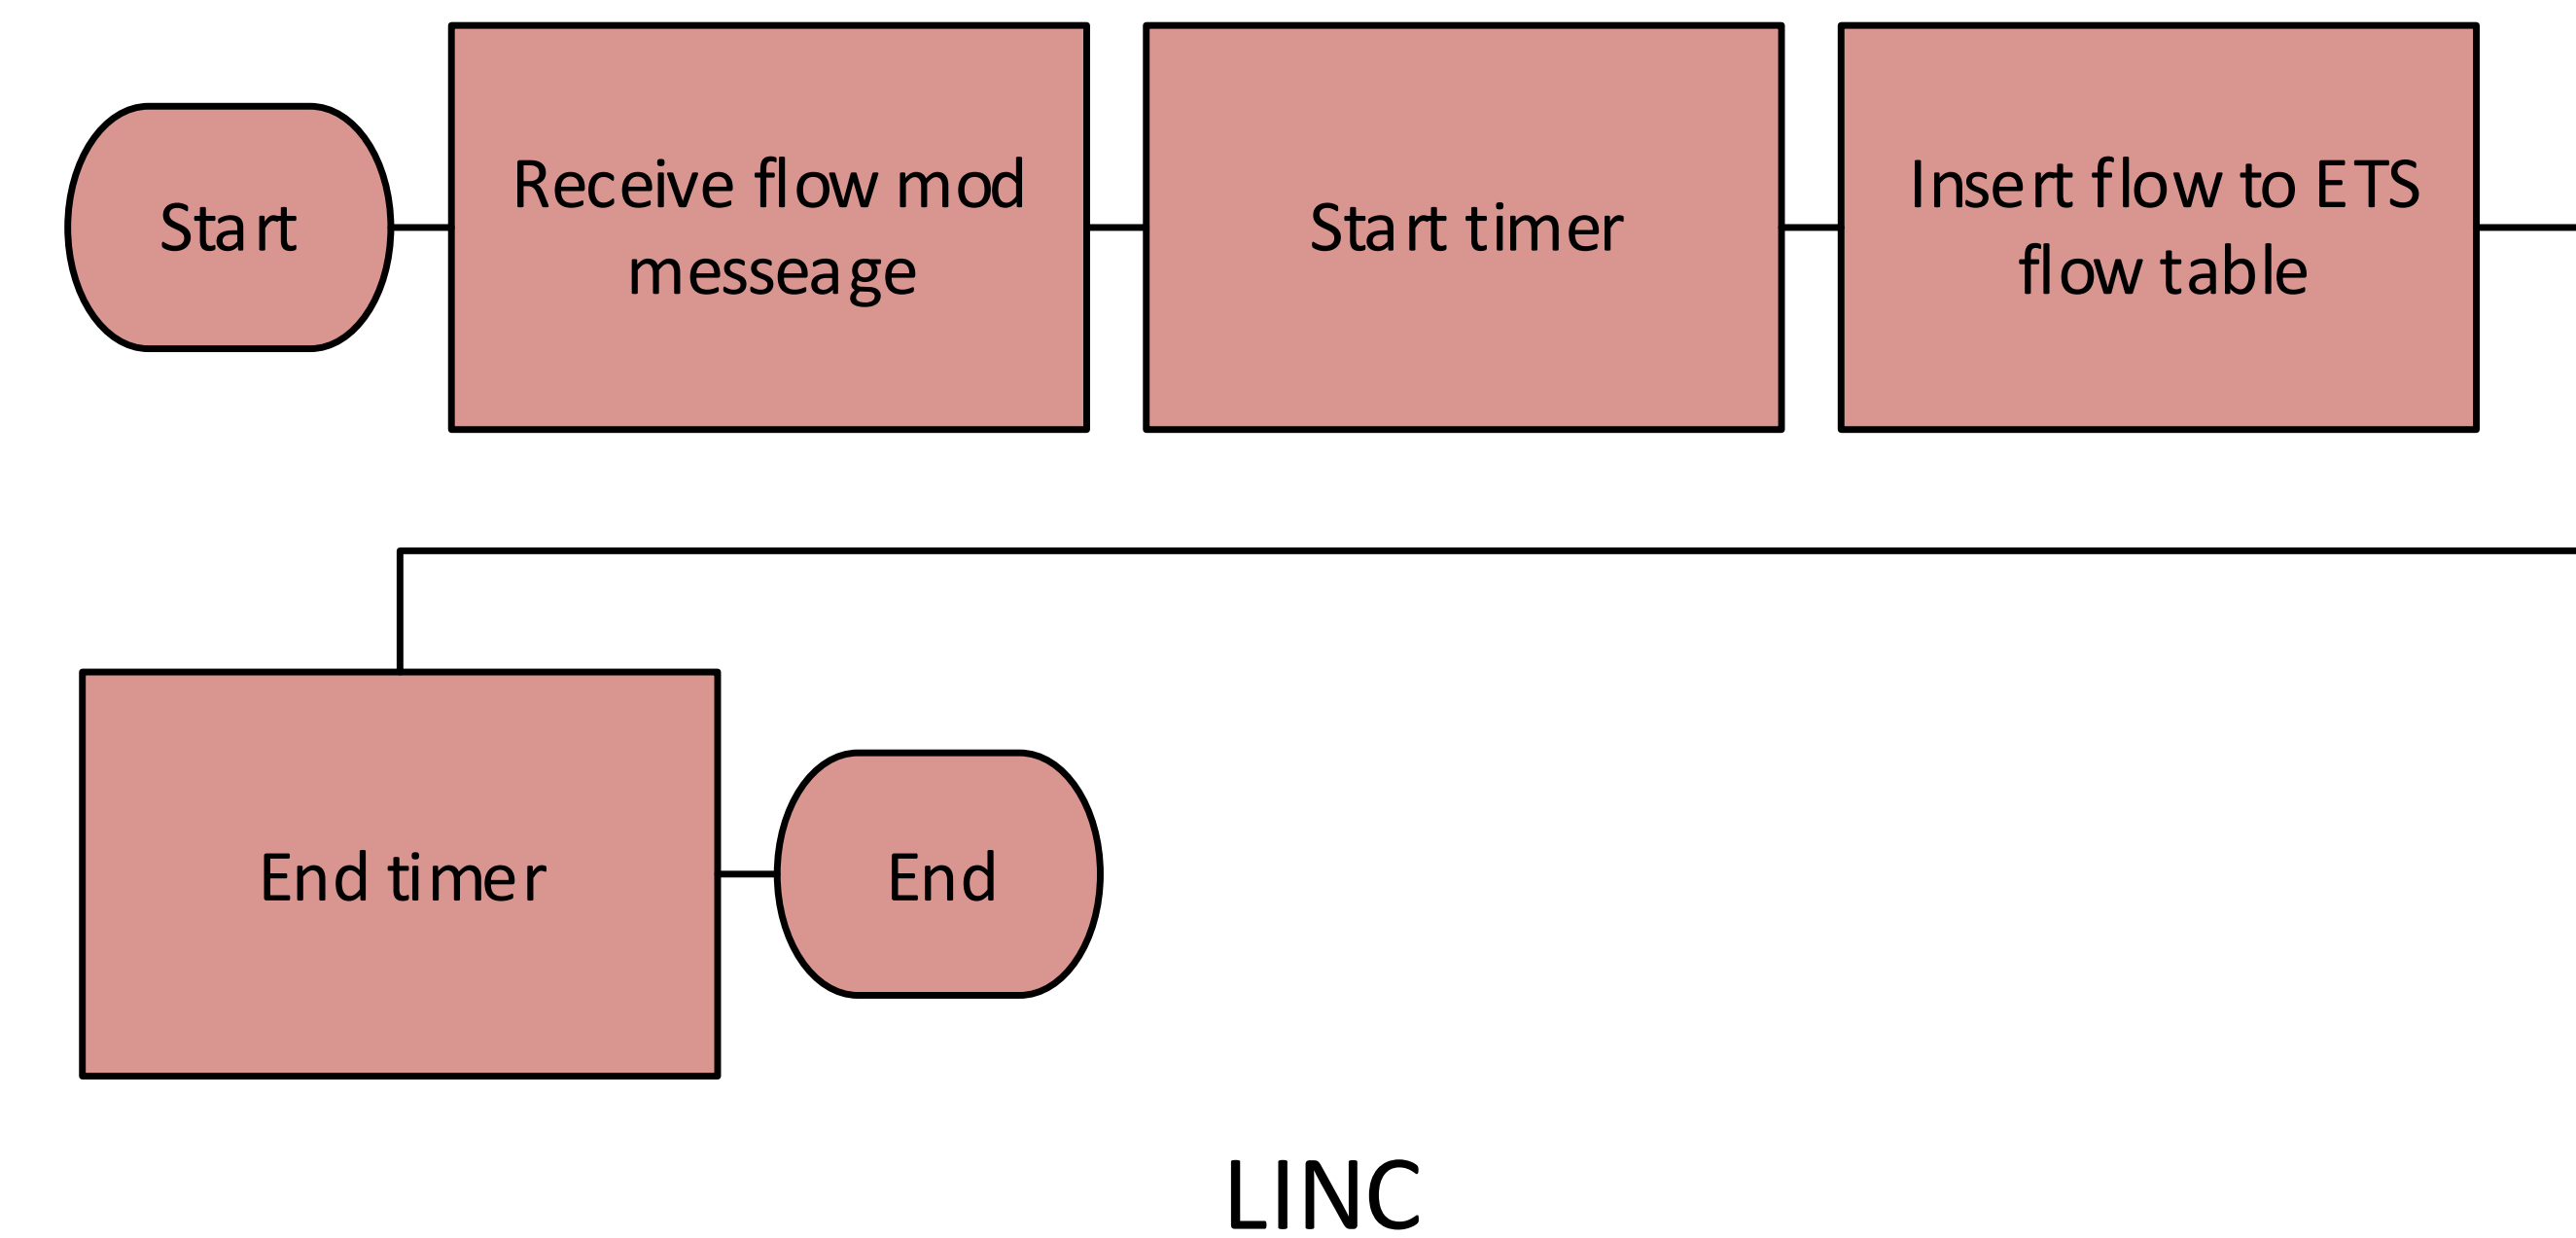 Start
Receive flow mod
messeage
Start timer
Insert flow to ETS
flow table
End timer
End
LINC